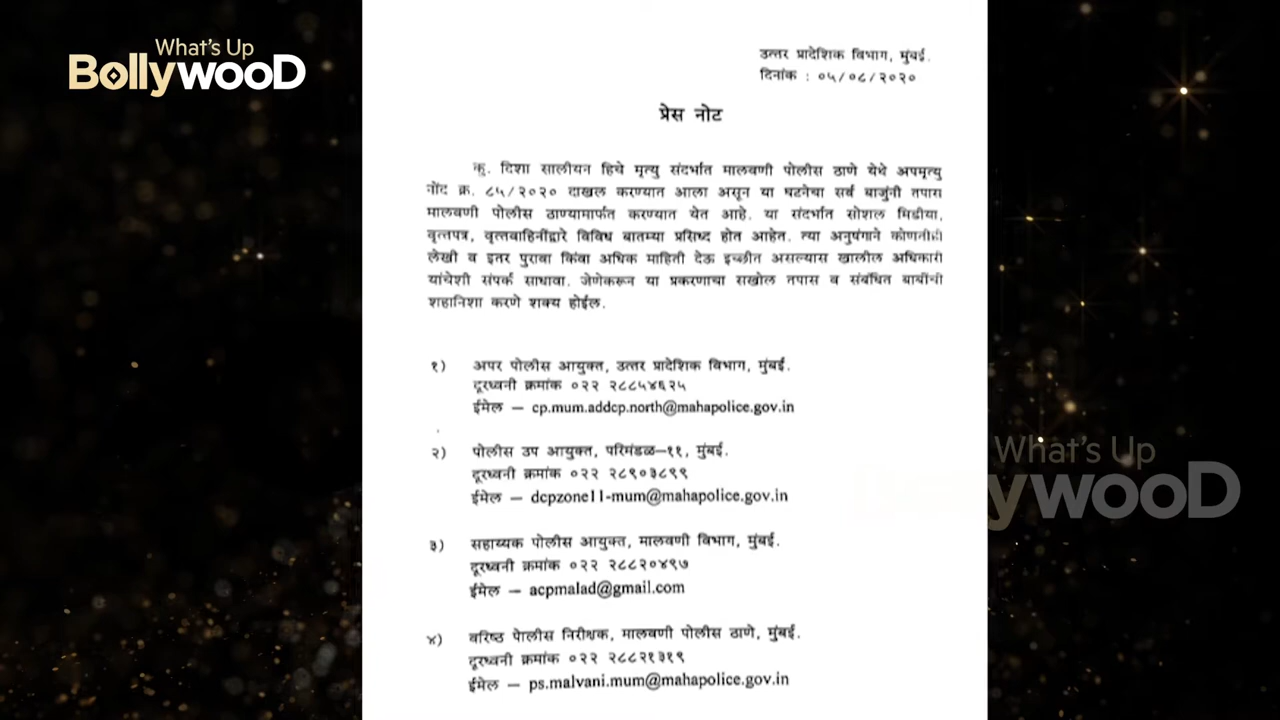 What's Up
BollywooD
उत्तर प्रादेशिक विभाग, मुंबई.
दिनांक : ०५/०८/२०२०
प्रेस नोट
कु. दिशा सालीयन हिचे मृत्यु संदर्भात मालवणी पोलीस ठाणे येथे अपमृत्यु
नोंद क्र. ८५/२०२० दाखल करण्यात आला असून या घटनेचा सर्व बाजुंनी तपास
मालवणी पोलीस ठाण्यामार्फत करण्यात येत आहे. या संदर्भात सोशल मिडीया,
वृत्तपत्र, वृत्तवाहिनींद्वारे विविध बातम्या प्रसिध्द होत आहेत. त्या अनुषंगाने कोणतीही
लेखी व इतर पुरावा किंवा अधिक माहिती देऊ इच्छीत असल्यास खालील अधिकारी
यांचेशी संपर्क साधावा. जेणेकरून या प्रकरणाचा सखोल तपास व संबंधित बाबींची
शहानिशा करणे शक्य होईल.
१) अपर पोलीस आयुक्त, उत्तर प्रादेशिक विभाग, मुंबई.
दूरध्वनी क्रमांक ०२२ २८८५४६२५
ईमेल – cp.mum.addcp.north@mahapolice.gov.in
२) पोलीस उप आयुक्त, परिमंडळ–११, मुंबई.
दूरध्वनी क्रमांक ०२२ २८९०३८९९
ईमेल – dcpzone11-mum@mahapolice.gov.in
What's Up
ywooD
३) सहाय्यक पोलीस आयुक्त, मालवणी विभाग, मुंबई.
दूरध्वनी क्रमांक ०२२ २८८२०४९७
ईमेल – acpmalad@gmail.com
४) वरिष्ठ पोलीस निरीक्षक, मालवणी पोलीस ठाणे, मुंबई.
दूरध्वनी क्रमांक ०२२ २८८२१३१९
ईमेल – ps.malvani.mum@mahapolice.gov.in